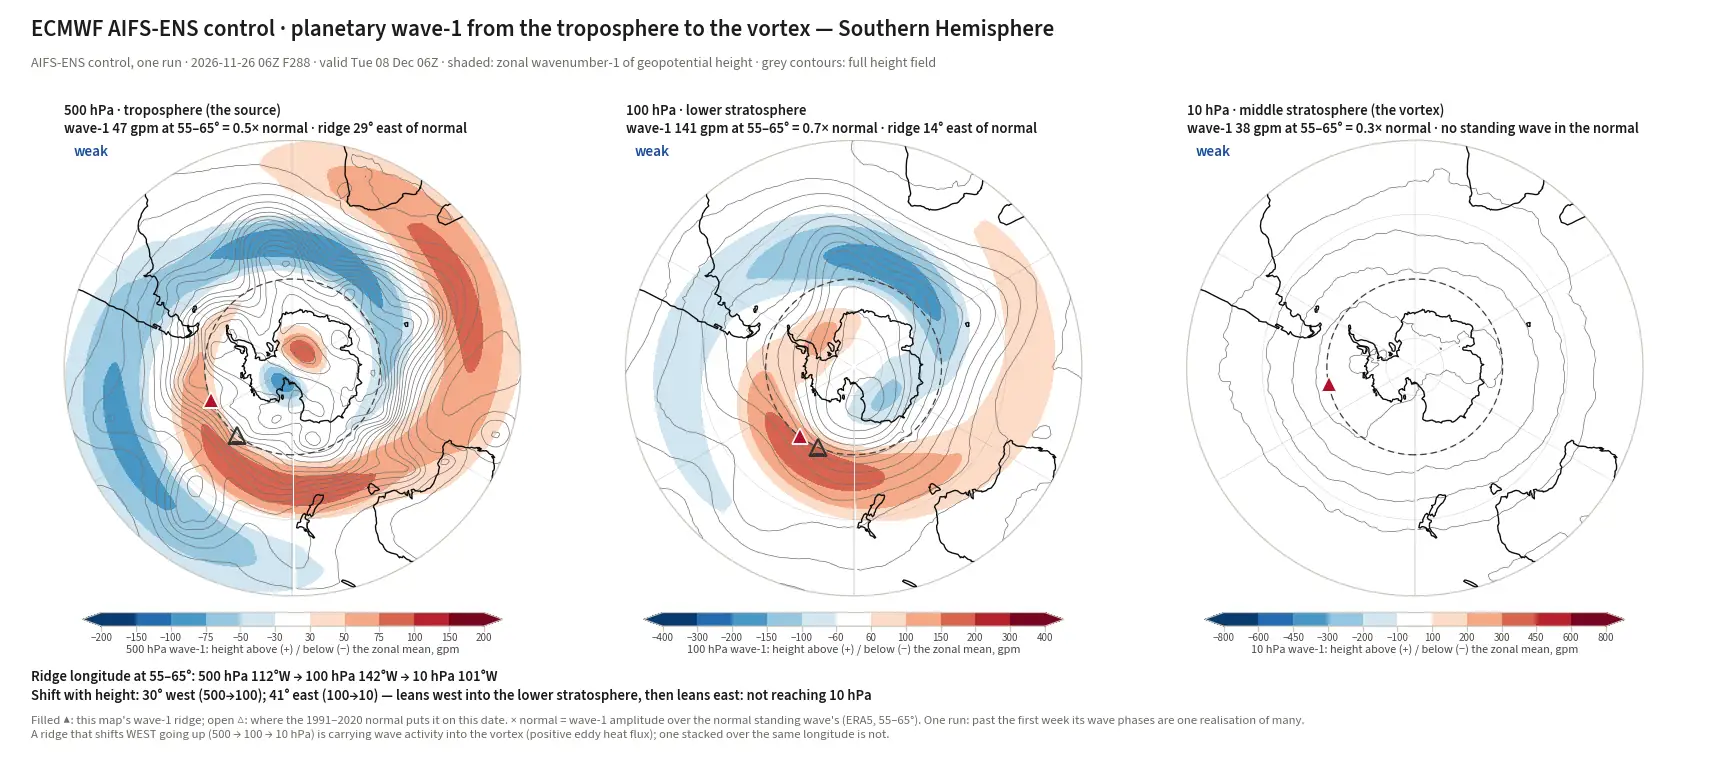 ECMWF AIFS-ENS control · planetary wave-1 from the troposphere to the vortex — Southern Hemisphere
AIFS-ENS control, one run · 2026-11-26 06Z F288 · valid Tue 08 Dec 06Z · shaded: zonal wavenumber-1 of geopotential height · grey contours: full height field
500 hPa · troposphere (the source)
wave-1 47 gpm at 55–65° = 0.5× normal · ridge 29° east of normal
weak
100 hPa · lower stratosphere
wave-1 141 gpm at 55–65° = 0.7× normal · ridge 14° east of normal
weak
10 hPa · middle stratosphere (the vortex)
wave-1 38 gpm at 55–65° = 0.3× normal · no standing wave in the normal
weak
−200 −150 −100 −75 −50 −30 30 50 75 100 150 200
500 hPa wave-1: height above (+) / below (−) the zonal mean, gpm
−400 −300 −200 −150 −100 −60 60 100 150 200 300 400
100 hPa wave-1: height above (+) / below (−) the zonal mean, gpm
−800 −600 −450 −300 −200 −100 100 200 300 450 600 800
10 hPa wave-1: height above (+) / below (−) the zonal mean, gpm
Ridge longitude at 55–65°: 500 hPa 112°W → 100 hPa 142°W → 10 hPa 101°W
Shift with height: 30° west (500→100); 41° east (100→10) — leans west into the lower stratosphere, then leans east: not reaching 10 hPa
Filled ▲: this map's wave-1 ridge; open △: where the 1991–2020 normal puts it on this date. × normal = wave-1 amplitude over the normal standing wave's (ERA5, 55–65°). One run: past the first week its wave phases are one realisation of many.
A ridge that shifts WEST going up (500 → 100 → 10 hPa) is carrying wave activity into the vortex (positive eddy heat flux); one stacked over the same longitude is not.